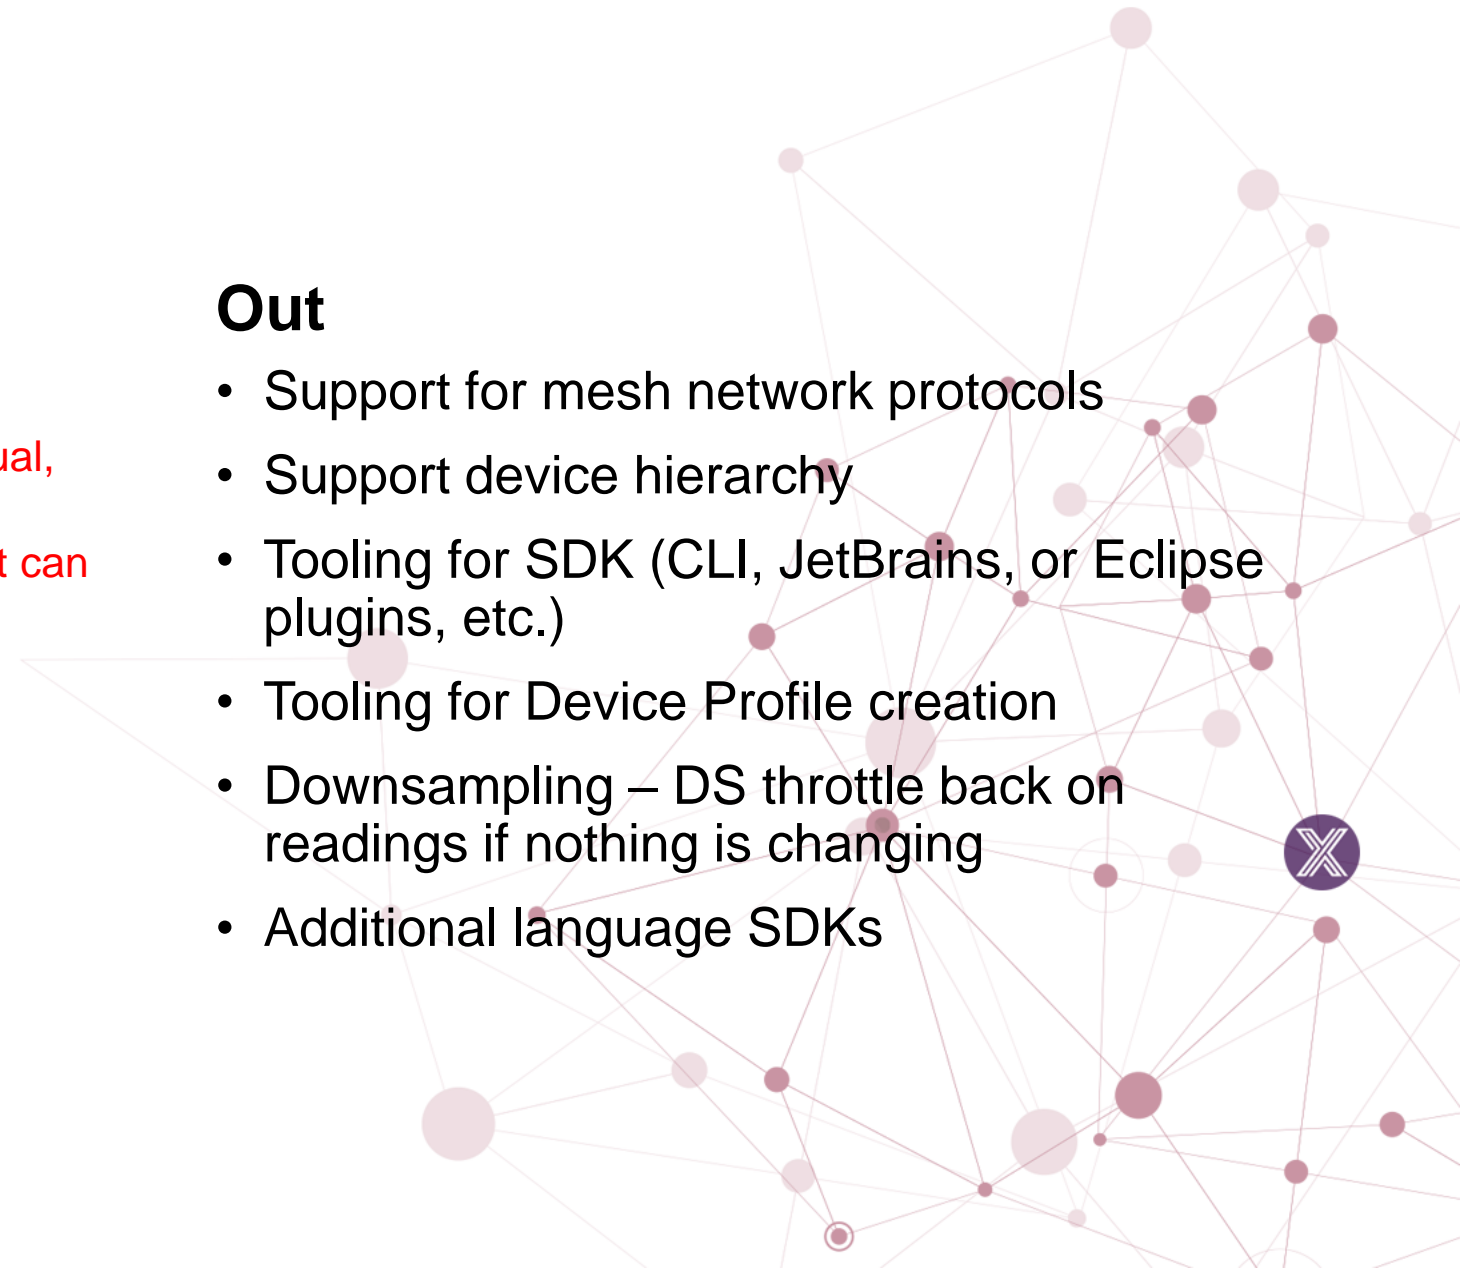 Out
• Support for mesh network protocols
ual,
• Support device hierarchy
t can
• Tooling for SDK (CLI, JetBrains, or Eclipse
plugins, etc.)
• Tooling for Device Profile creation
• Downsampling – DS throttle back on
readings if nothing is changing
• Additional language SDKs